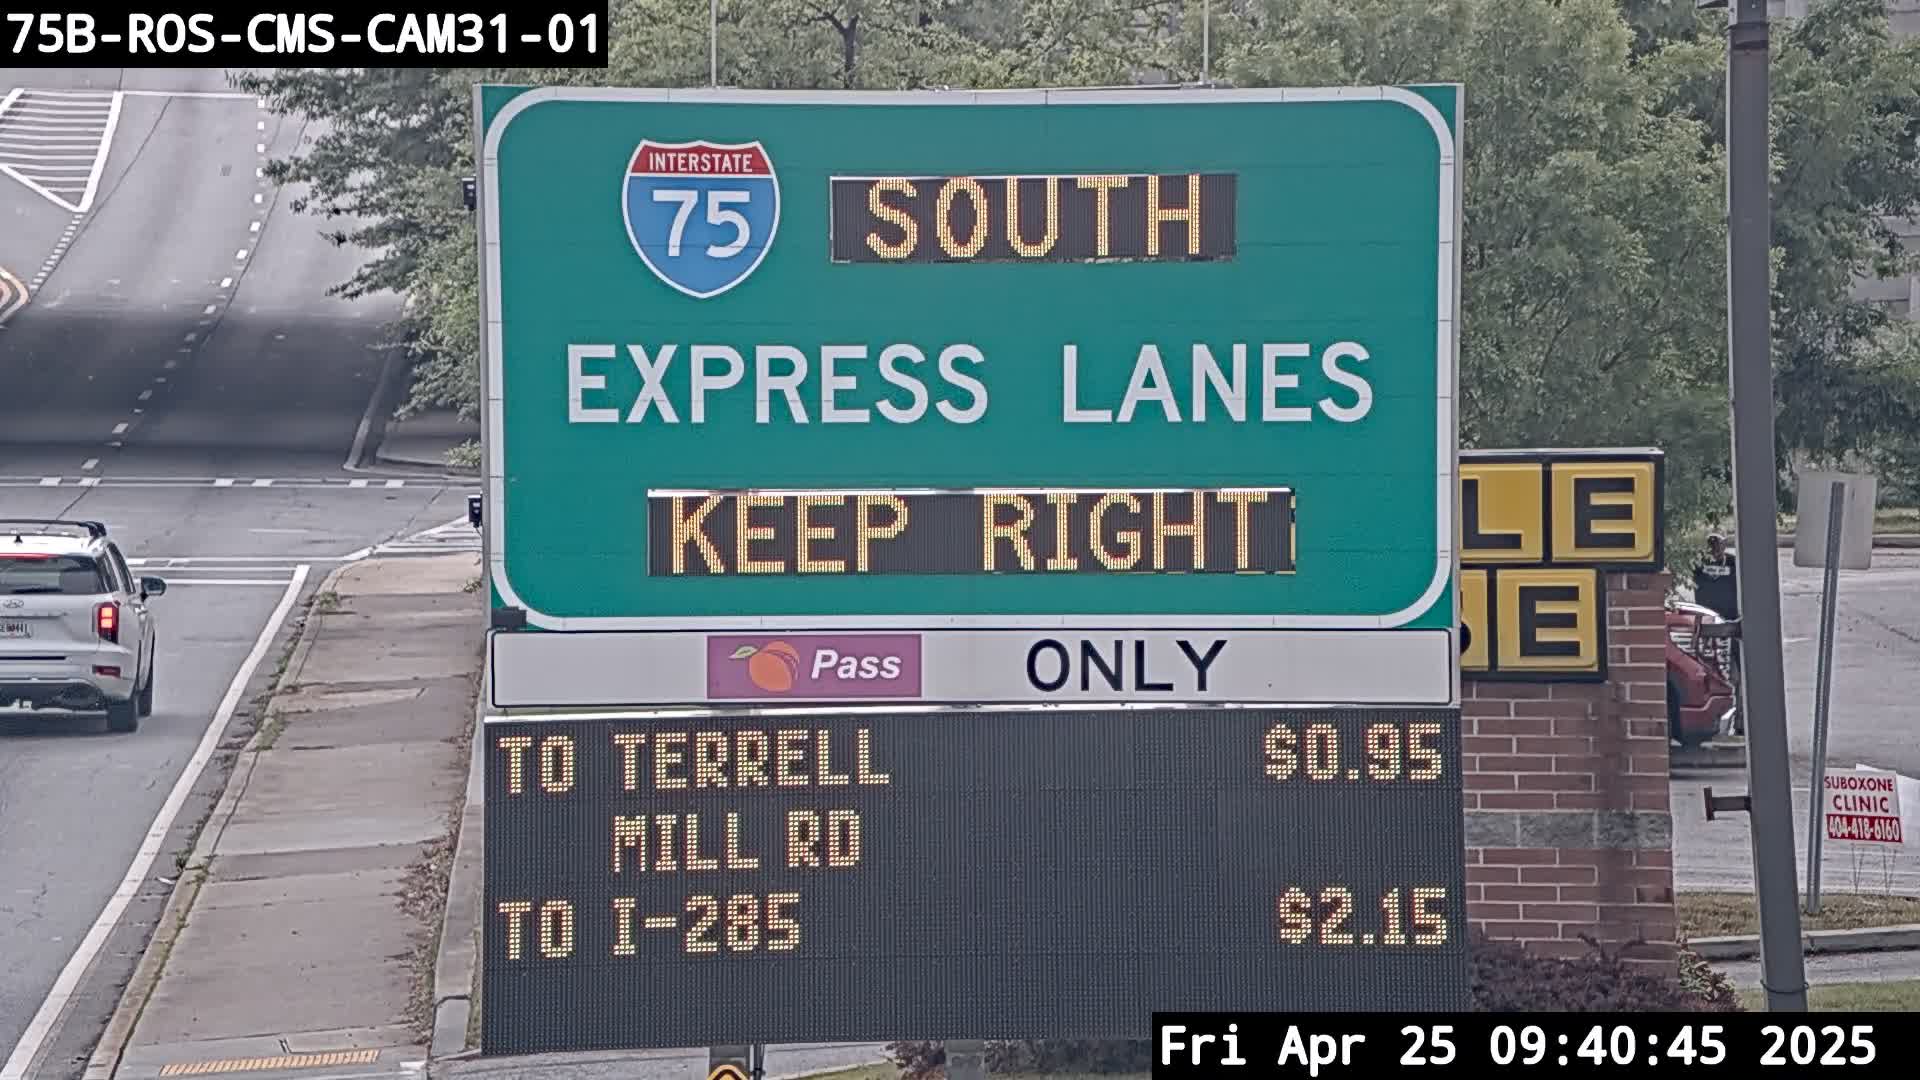 75B-ROS-CMS-CAM31-01
INTERSTATE
75
SOUTH
EXPRESS LANES
KEEP RIGHT
Pass
ONLY
TO TERRELL $0.95
MILL RD
TO I-285 $2.15
LE
E
SUBOXONE
CLINIC
404-418-6160
Fri Apr 25 09:40:45 2025